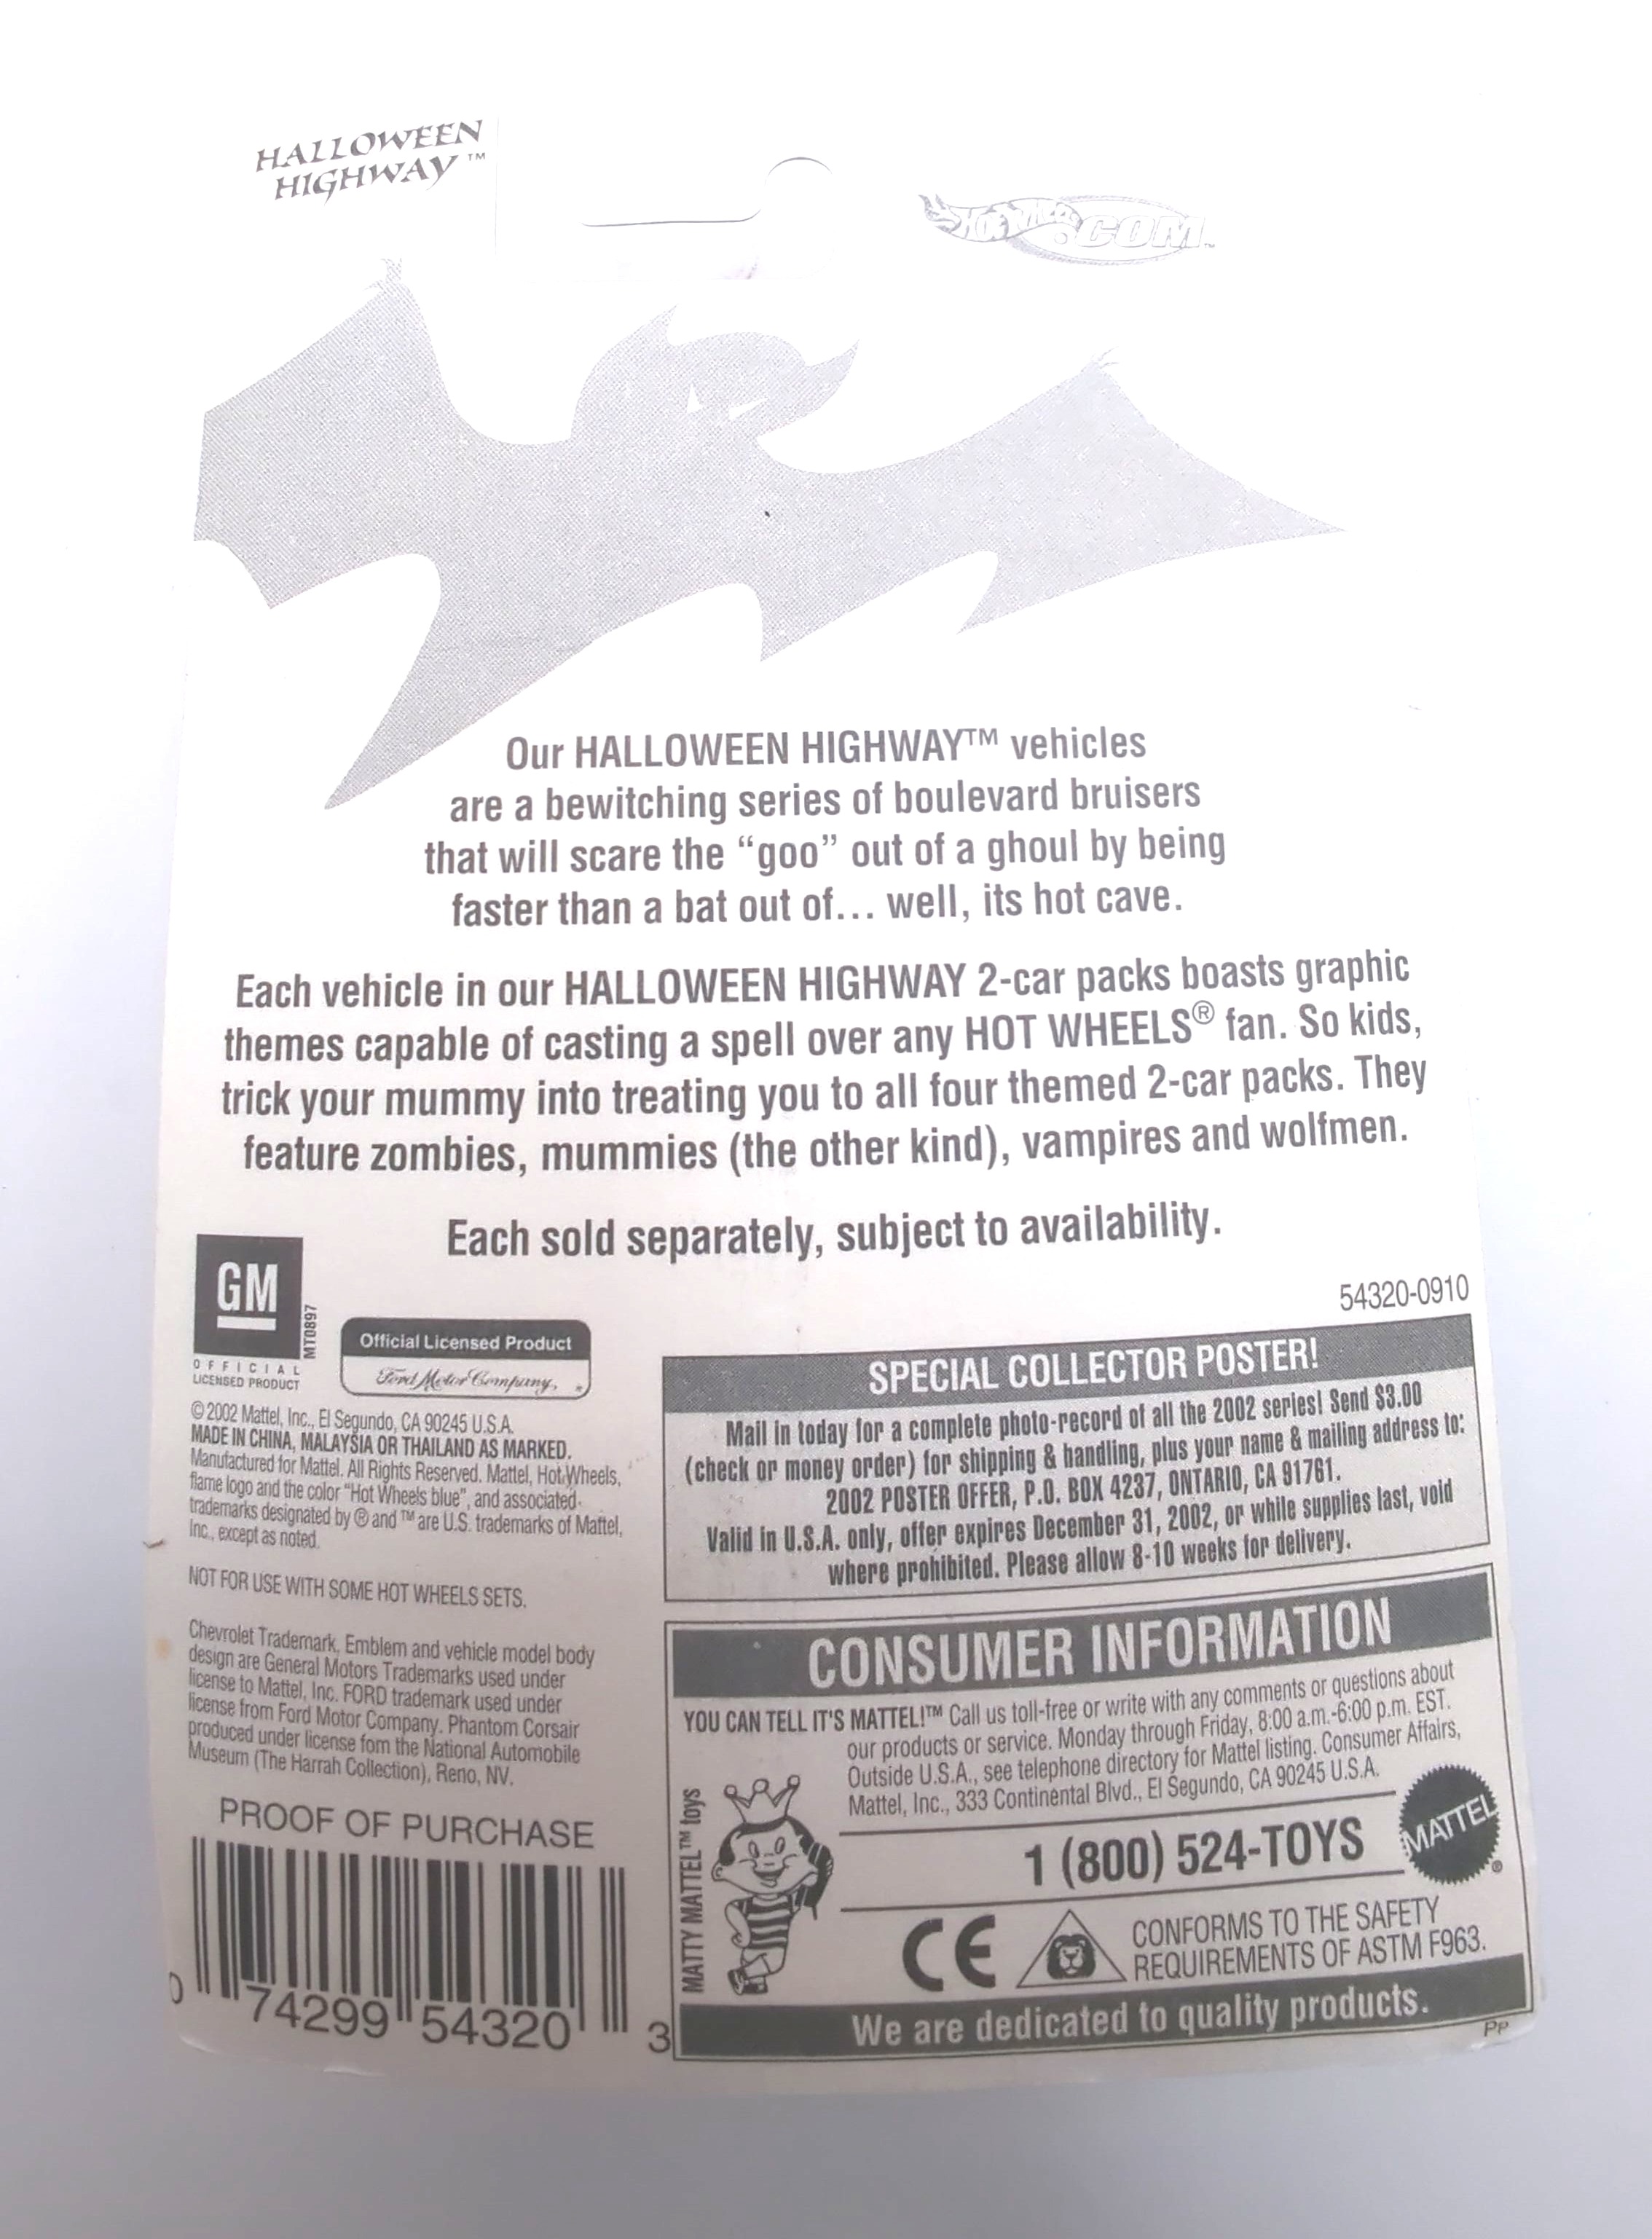 HALLOWEEN
HIGHWAY™
HOT WHEELS.COM™
Our HALLOWEEN HIGHWAY™ vehicles
are a bewitching series of boulevard bruisers
that will scare the “goo” out of a ghoul by being
faster than a bat out of... well, its hot cave.
Each vehicle in our HALLOWEEN HIGHWAY 2-car packs boasts graphic
themes capable of casting a spell over any HOT WHEELS® fan. So kids,
trick your mummy into treating you to all four themed 2-car packs. They
feature zombies, mummies (the other kind), vampires and wolfmen.
Each sold separately, subject to availability.
GM
MT0897
OFFICIAL
LICENSED PRODUCT
Official Licensed Product
Ford Motor Company,
© 2002 Mattel, Inc., El Segundo, CA 90245 U.S.A.
MADE IN CHINA, MALAYSIA OR THAILAND AS MARKED.
Manufactured for Mattel. All Rights Reserved. Mattel, Hot Wheels,
flame logo and the color "Hot Wheels blue", and associated
trademarks designated by ® and ™ are U.S. trademarks of Mattel,
Inc., except as noted.
NOT FOR USE WITH SOME HOT WHEELS SETS.
Chevrolet Trademark, Emblem and vehicle model body
design are General Motors Trademarks used under
license to Mattel, Inc. FORD trademark used under
license from Ford Motor Company. Phantom Corsair
produced under license fom the National Automobile
Museum (The Harrah Collection), Reno, NV.
PROOF OF PURCHASE
0 74299 54320 3
54320-0910
SPECIAL COLLECTOR POSTER!
Mail in today for a complete photo-record of all the 2002 series! Send $3.00
(check or money order) for shipping & handling, plus your name & mailing address to:
2002 POSTER OFFER, P.O. BOX 4237, ONTARIO, CA 91761.
Valid in U.S.A. only, offer expires December 31, 2002, or while supplies last, void
where prohibited. Please allow 8-10 weeks for delivery.
CONSUMER INFORMATION
YOU CAN TELL IT'S MATTEL!™ Call us toll-free or write with any comments or questions about
our products or service. Monday through Friday, 8:00 a.m.-6:00 p.m. EST.
Outside U.S.A., see telephone directory for Mattel listing. Consumer Affairs,
Mattel, Inc., 333 Continental Blvd., El Segundo, CA 90245 U.S.A.
MATTY MATTEL™ toys
1 (800) 524-TOYS
MATTEL®
CE
CONFORMS TO THE SAFETY
REQUIREMENTS OF ASTM F963.
We are dedicated to quality products.
PP